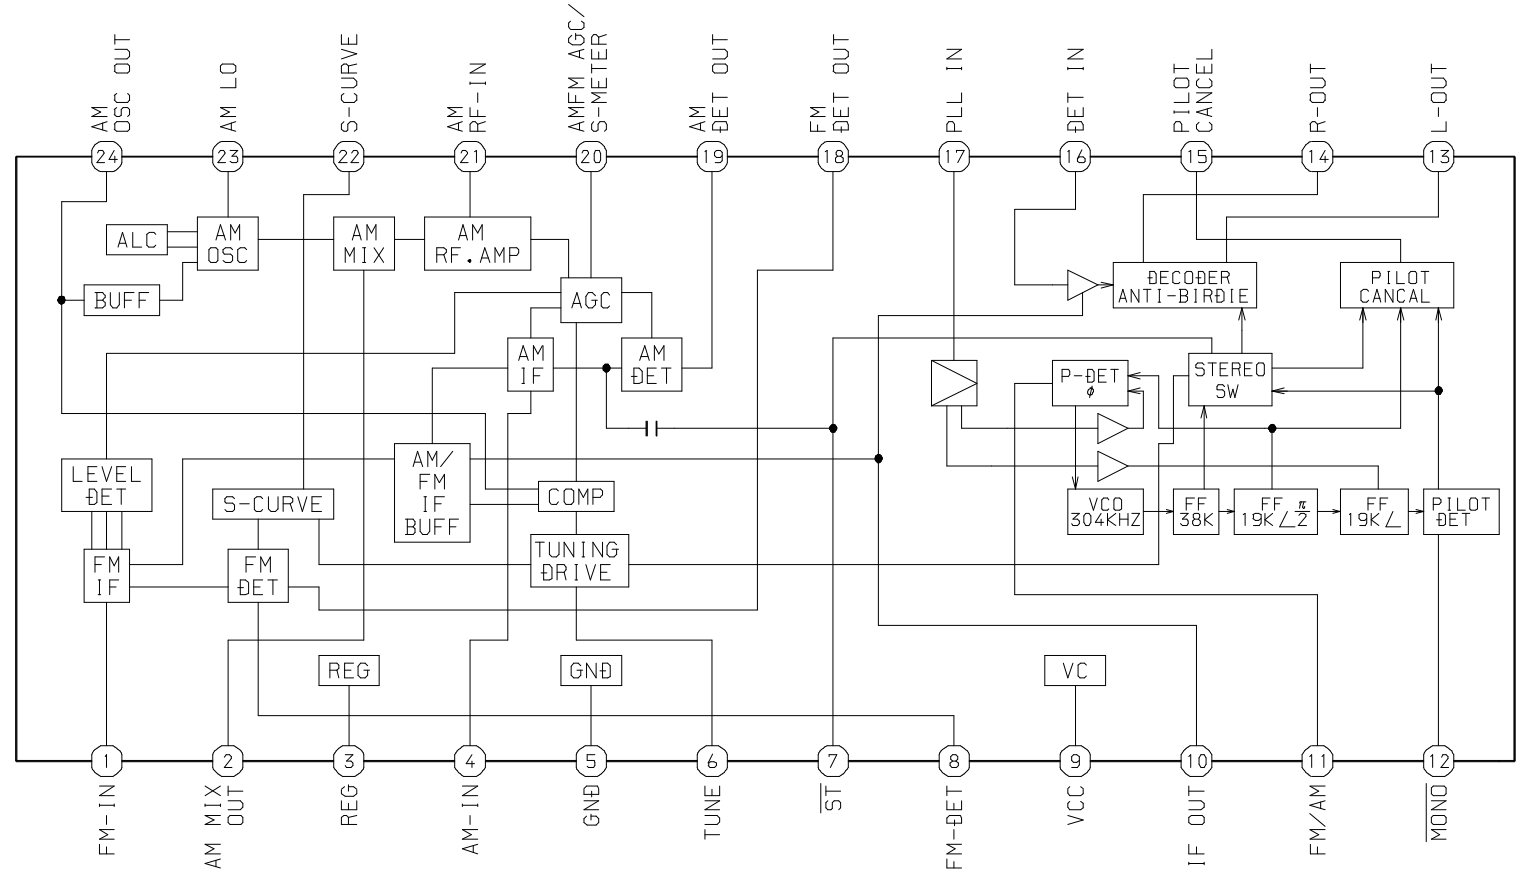 AM
OSC OUT
AM LO
S-CURVE
AM
RF-IN
AMFM AGC/
S-METER
AM
DET OUT
FM
DET OUT
PLL IN
DET IN
PILOT
CANCEL
R-OUT
L-OUT
24
23
22
21
20
19
18
17
16
15
14
13
ALC
AM
OSC
AM
MIX
AM
RF.AMP
BUFF
AGC
DECODER
ANTI-BIRDIE
PILOT
CANCAL
AM
IF
AM
DET
P-DET
φ
STEREO
SW
LEVEL
DET
S-CURVE
AM/
FM
IF
BUFF
COMP
VCO
304KHZ
FF
38K
FF
19K∠π/2
FF
19K∠
PILOT
DET
FM
IF
FM
DET
TUNING
DRIVE
REG
GND
VC
1
2
3
4
5
6
7
8
9
10
11
12
FM-IN
AM MIX
OUT
REG
AM-IN
GND
TUNE
ST
FM-DET
VCC
IF OUT
FM/AM
MONO